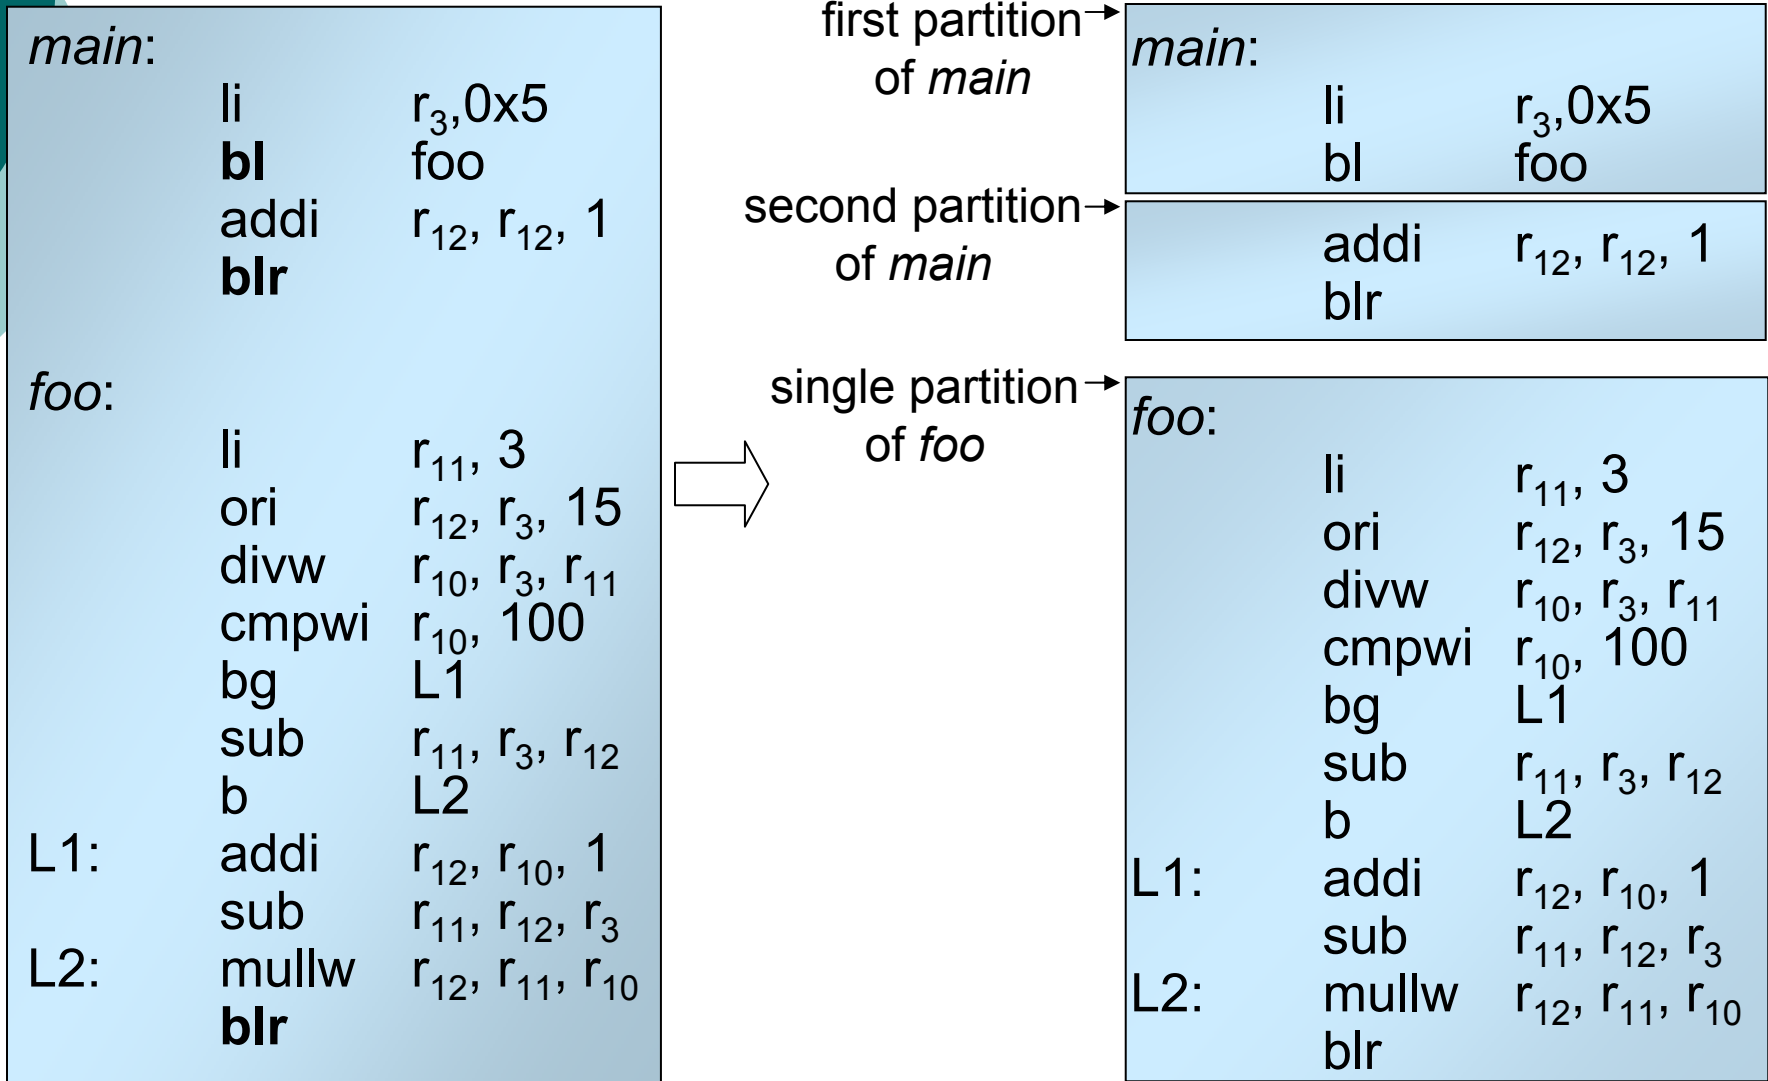 main:
li r3,0x5
bl foo
addi r12, r12, 1
blr
foo:
li r11, 3
ori r12, r3, 15
divw r10, r3, r11
cmpwi r10, 100
bg L1
sub r11, r3, r12
b L2
L1: addi r12, r10, 1
sub r11, r12, r3
L2: mullw r12, r11, r10
blr
first partition
of main
second partition
of main
single partition
of foo
main:
li r3,0x5
bl foo
addi r12, r12, 1
blr
foo:
li r11, 3
ori r12, r3, 15
divw r10, r3, r11
cmpwi r10, 100
bg L1
sub r11, r3, r12
b L2
L1: addi r12, r10, 1
sub r11, r12, r3
L2: mullw r12, r11, r10
blr